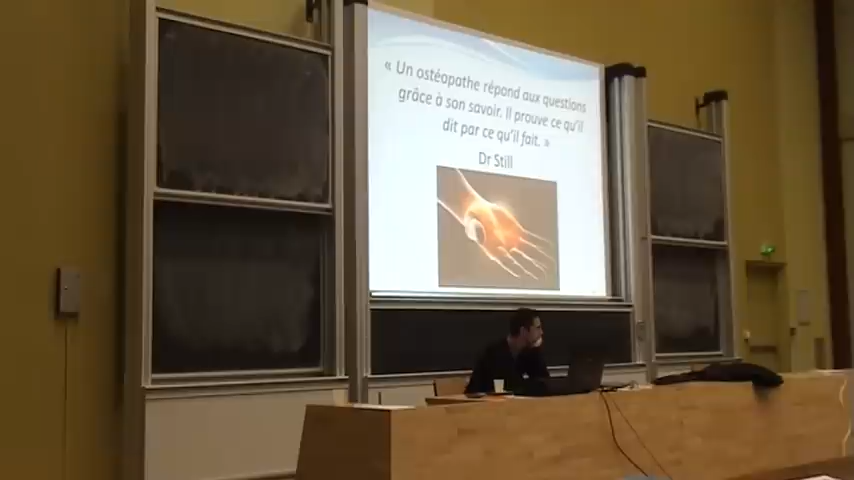 « Un ostéopathe répond aux questions
grâce à son savoir. Il prouve ce qu'il
dit par ce qu'il fait. »
Dr Still